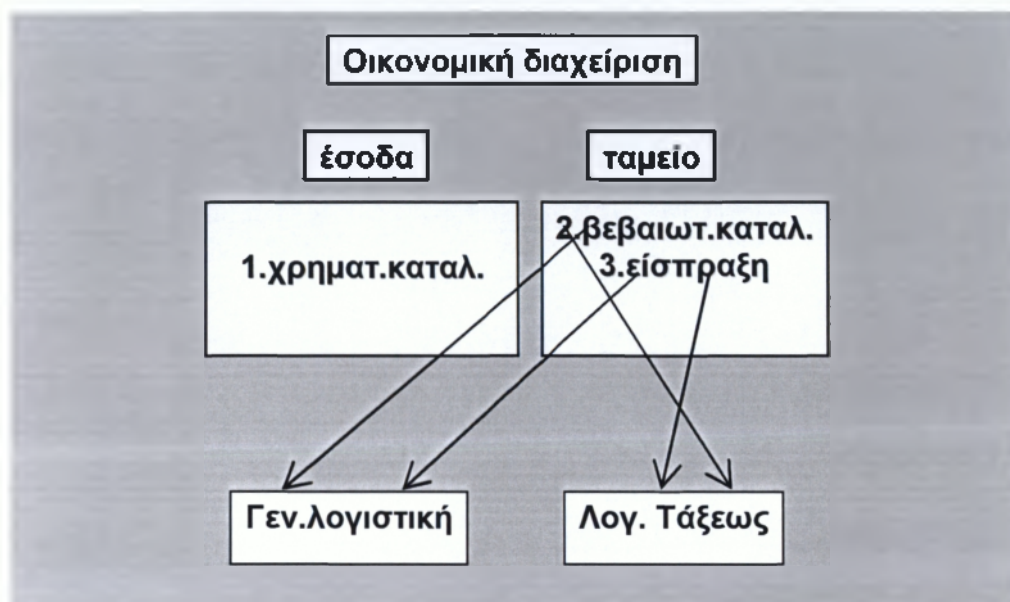 Οικονομική διαχείριση
έσοδα
ταμείο
1.χρηματ.καταλ.
2.βεβαιωτ.καταλ.
3.είσπραξη
Γεν.λογιστική
Λογ. Τάξεως